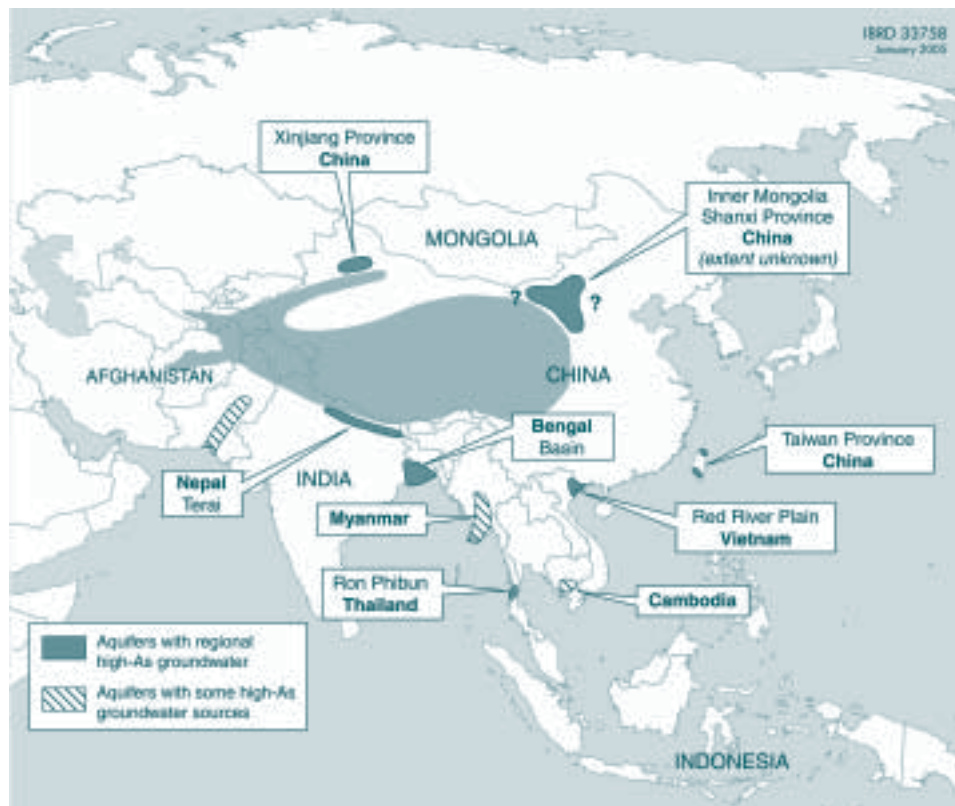 IBRD 33758
January 2005
Xinjiang Province
China
Inner Mongolia
Shanxi Province
China
(extent unknown)
MONGOLIA
?
?
AFGHANISTAN
CHINA
Bengal
Basin
Taiwan Province
China
Nepal
Terai
INDIA
Myanmar
Red River Plain
Vietnam
Ron Phibun
Thailand
Cambodia
Aquifers with regional
high-As groundwater
Aquifers with some high-As
groundwater sources
INDONESIA